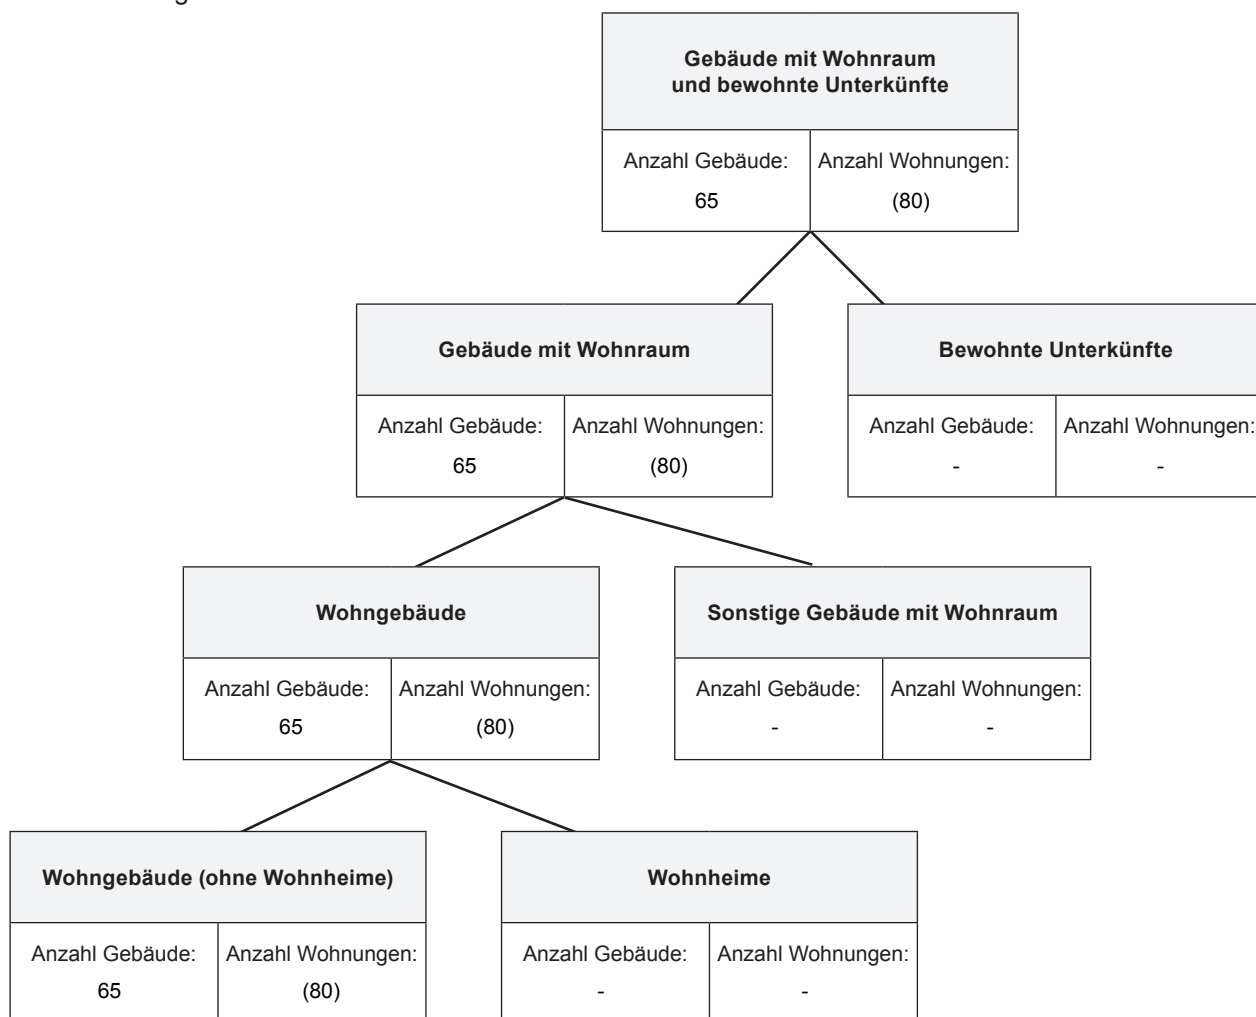 Gebäude mit Wohnraum
und bewohnte Unterkünfte
Anzahl Gebäude: Anzahl Wohnungen:
65 (80)
Gebäude mit Wohnraum
Anzahl Gebäude: Anzahl Wohnungen:
65 (80)
Bewohnte Unterkünfte
Anzahl Gebäude: Anzahl Wohnungen:
- -
Wohngebäude
Anzahl Gebäude: Anzahl Wohnungen:
65 (80)
Sonstige Gebäude mit Wohnraum
Anzahl Gebäude: Anzahl Wohnungen:
- -
Wohngebäude (ohne Wohnheime)
Anzahl Gebäude: Anzahl Wohnungen:
65 (80)
Wohnheime
Anzahl Gebäude: Anzahl Wohnungen:
- -